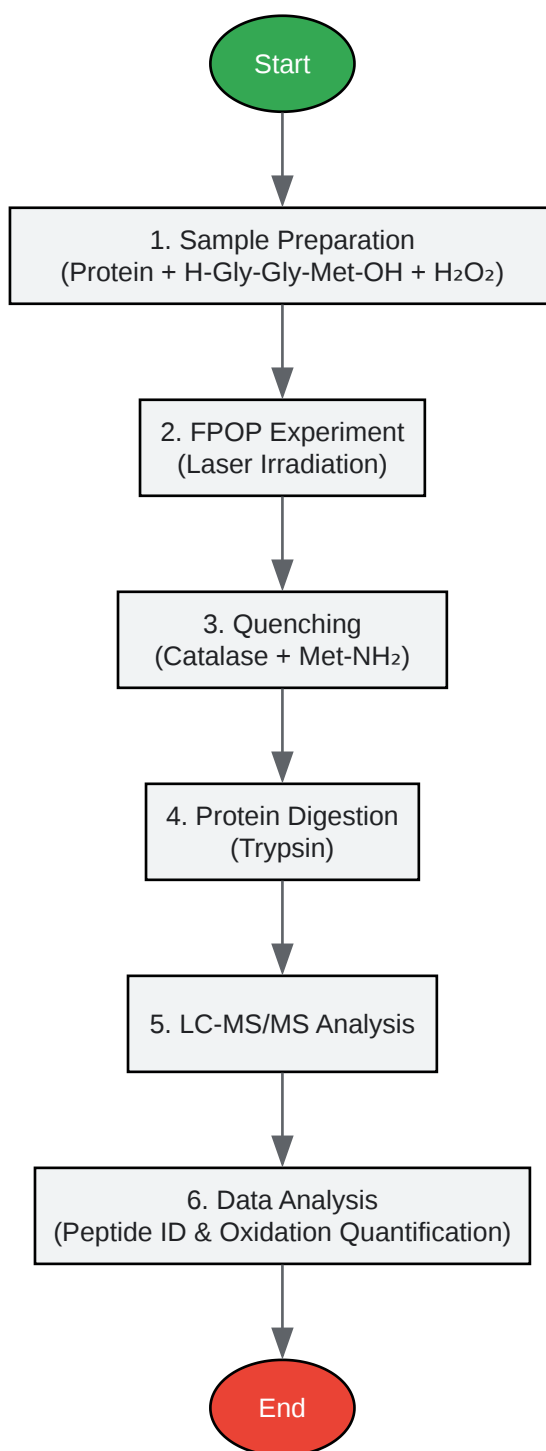 Start
1. Sample Preparation
(Protein + H-Gly-Gly-Met-OH + H₂O₂)
2. FPOP Experiment
(Laser Irradiation)
3. Quenching
(Catalase + Met-NH₂)
4. Protein Digestion
(Trypsin)
5. LC-MS/MS Analysis
6. Data Analysis
(Peptide ID & Oxidation Quantification)
End